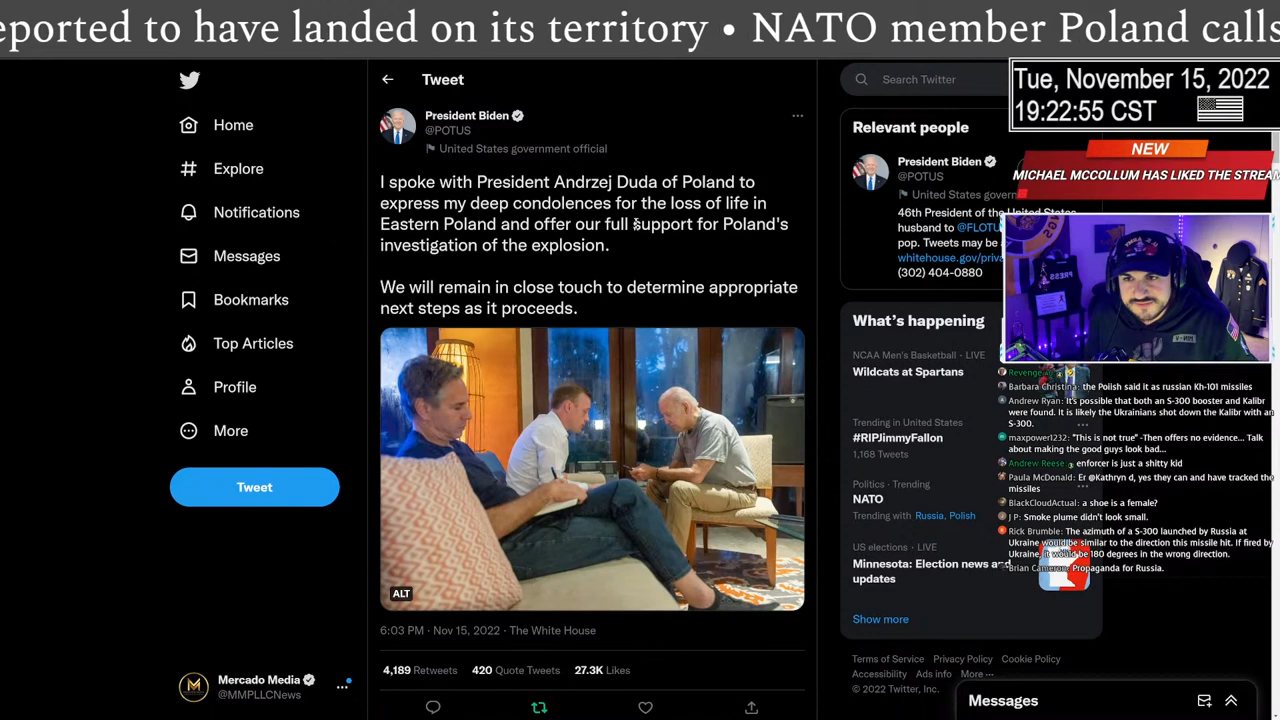 eported to have landed on its territory • NATO member Poland calls
Tweet
Search Twitter
Tue, November 15, 2022
19:22:55 CST
NEW
MICHAEL MCCOLLUM HAS LIKED THE STREA
Home
Explore
Notifications
Messages
Bookmarks
Top Articles
Profile
More
Tweet
Mercado Media
@MMPLLCNews
President Biden
@POTUS
United States government official
I spoke with President Andrzej Duda of Poland to
express my deep condolences for the loss of life in
Eastern Poland and offer our full support for Poland's
investigation of the explosion.
We will remain in close touch to determine appropriate
next steps as it proceeds.
ALT
6:03 PM · Nov 15, 2022 · The White House
4,189 Retweets 420 Quote Tweets 27.3K Likes
Relevant people
President Biden
@POTUS
United States govern
46th President of the United States,
husband to @FLOTU
pop. Tweets may be a
whitehouse.gov/priva
(302) 404-0880
What's happening
NCAA Men's Basketball · LIVE
Wildcats at Spartans
Trending in United States
#RIPJimmyFallon
1,168 Tweets
Politics · Trending
NATO
Trending with Russia, Polish
US elections · LIVE
Minnesota: Election news and
updates
Show more
Terms of Service Privacy Policy Cookie Policy
Accessibility Ads info More ···
© 2022 Twitter, Inc.
Barbara Christina: the Polish said it as russian Kh-101 missiles
Andrew Ryan: It's possible that both an S-300 booster and Kalibr
were found. It is likely the Ukrainians shot down the Kalibr with an
S-300.
maxpower1232: "This is not true" -Then offers no evidence... Talk
about making the good guys look bad...
Andrew Reese: enforcer is just a shitty kid
Paula McDonald: Er @Kathryn d, yes they can and have tracked the
missiles
BlackCloudActual: a shoe is a female?
J P: Smoke plume didn't look small.
Rick Brumble: The azimuth of a S-300 launched by Russia at
Ukraine would be similar to the direction this missile hit. If fired by
Ukraine, it would be 180 degrees in the wrong direction.
Brian Cameron: Propaganda for Russia.
Messages